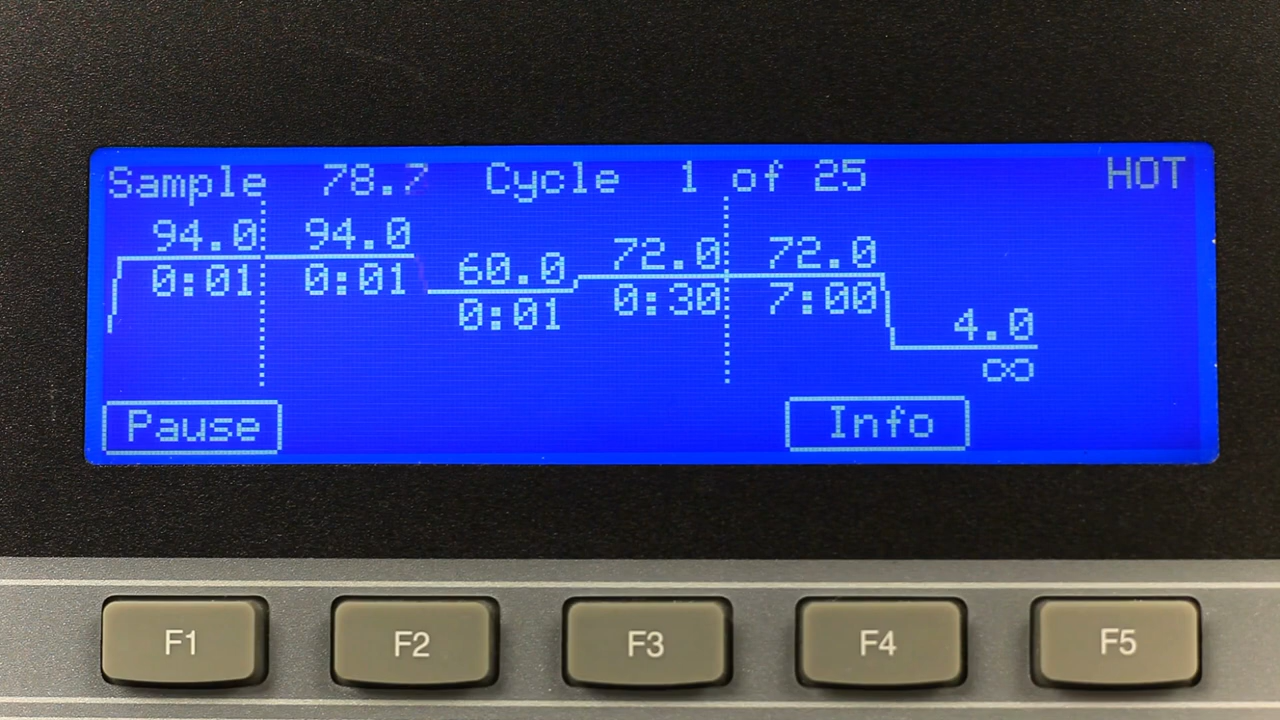 Sample 78.7 Cycle 1 of 25 HOT
94.0 94.0 60.0 72.0 72.0 4.0
0:01 0:01 0:01 0:30 7:00 ∞
Pause Info
F1 F2 F3 F4 F5